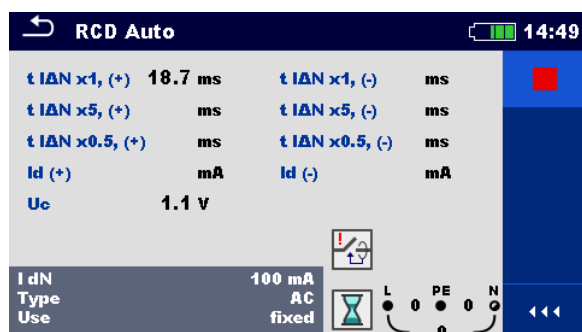 RCD Auto 14:49
t IΔN x1, (+) 18.7 ms t IΔN x1, (-) ms
t IΔN x5, (+) ms t IΔN x5, (-) ms
t IΔN x0.5, (+) ms t IΔN x0.5, (-) ms
Id (+) mA Id (-) mA
Uc 1.1 V
I dN 100 mA
Type AC
Use fixed
L PE N
0 0
0